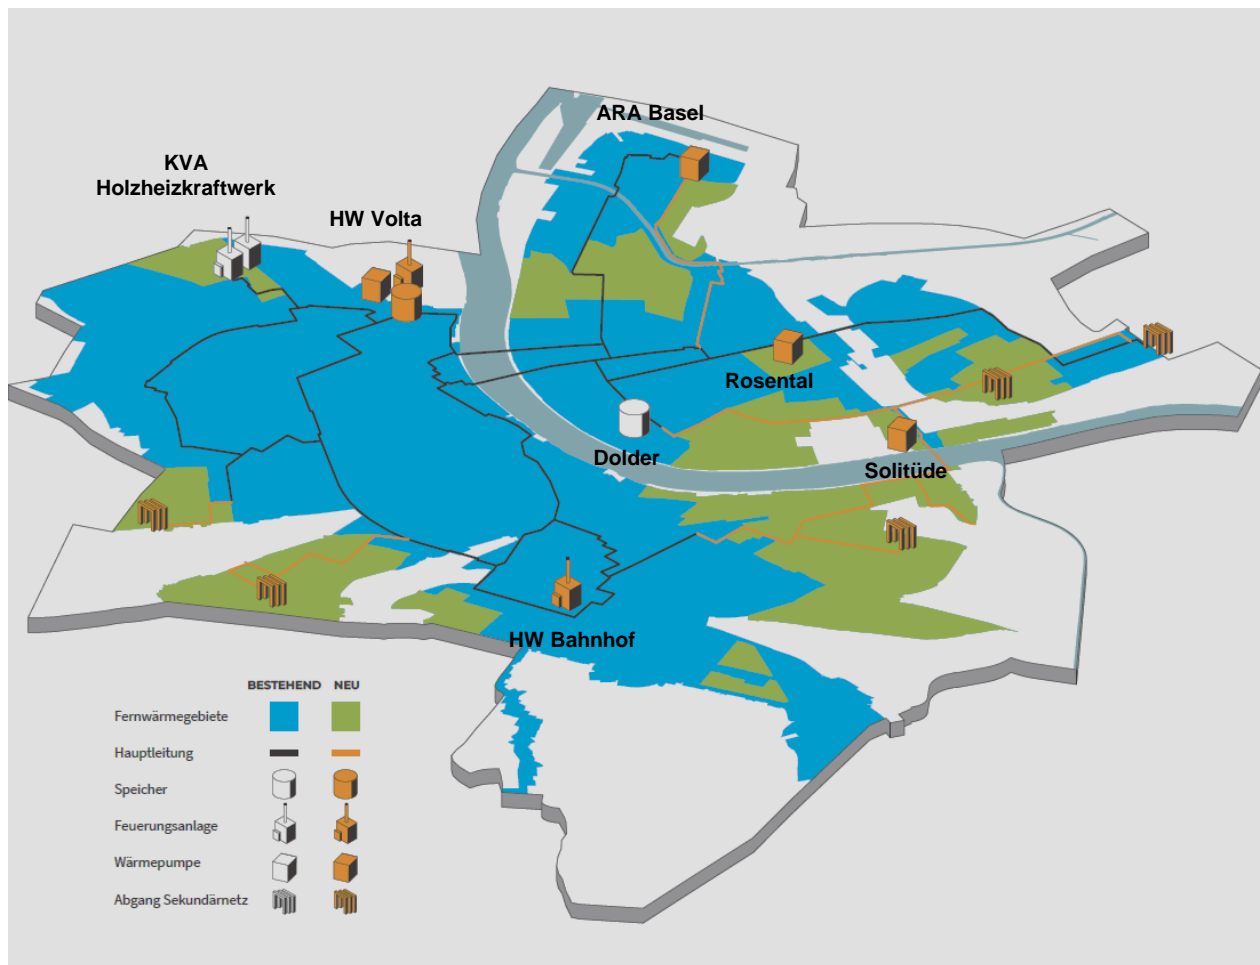 ARA Basel
KVA
Holzheizkraftwerk
HW Volta
Rosental
Dolder
Solitüde
HW Bahnhof
BESTEHEND NEU
Fernwärmegebiete
Hauptleitung
Speicher
Feuerungsanlage
Wärmepumpe
Abgang Sekundärnetz